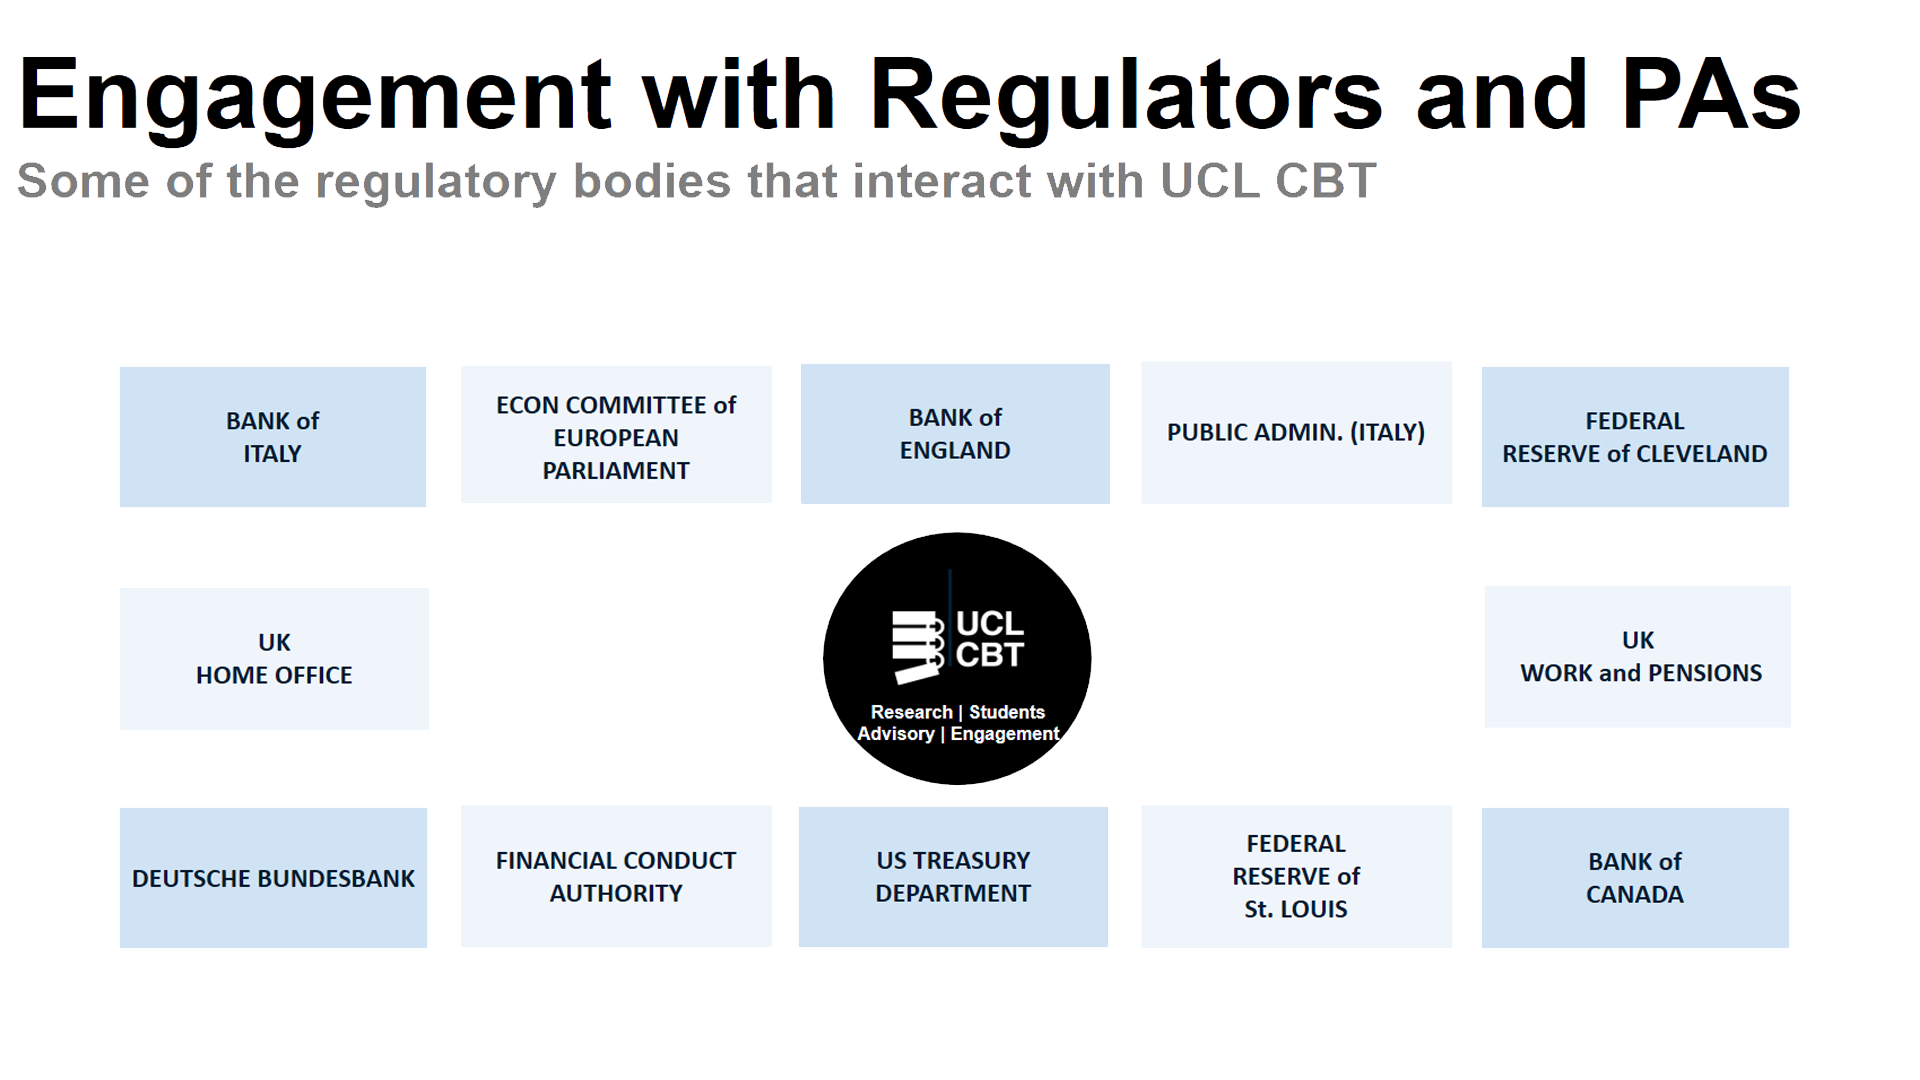 Engagement with Regulators and PAs
Some of the regulatory bodies that interact with UCL CBT
BANK of
ITALY
ECON COMMITTEE of
EUROPEAN
PARLIAMENT
BANK of
ENGLAND
PUBLIC ADMIN. (ITALY)
FEDERAL
RESERVE of CLEVELAND
UK
HOME OFFICE
UCL
CBT
Research | Students
Advisory | Engagement
UK
WORK and PENSIONS
DEUTSCHE BUNDESBANK
FINANCIAL CONDUCT
AUTHORITY
US TREASURY
DEPARTMENT
FEDERAL
RESERVE of
St. LOUIS
BANK of
CANADA